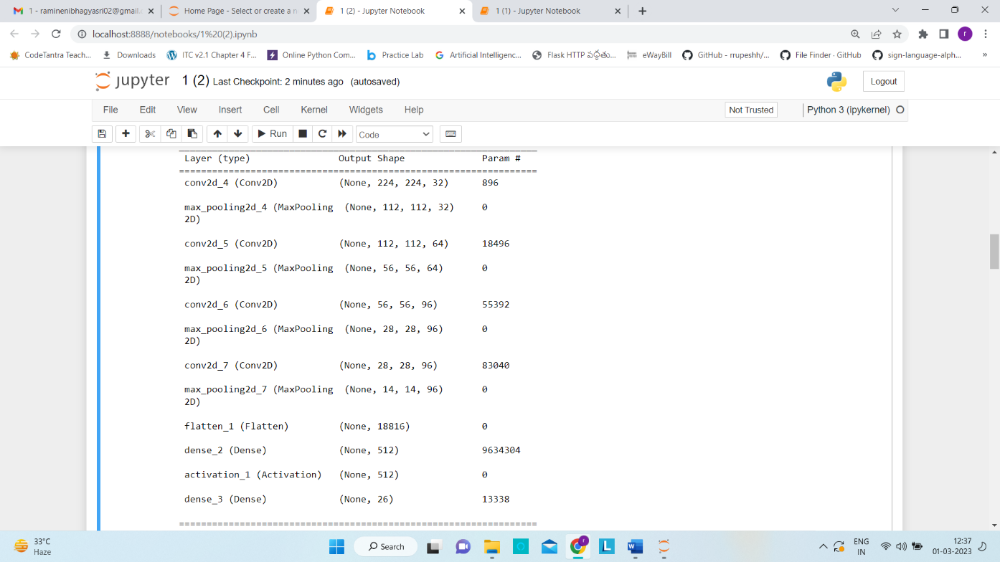 1 - raminenibhagyasri02@gmail.c
Home Page - Select or create a n
1 (2) - Jupyter Notebook
1 (1) - Jupyter Notebook
localhost:8888/notebooks/1%20(2).ipynb
r
CodeTantra Teach...
Downloads
ITC v2.1 Chapter 4 F...
Online Python Com...
Practice Lab
Artificial Intelligenc...
Flask HTTP పద్ధతు...
eWayBill
GitHub - rrupeshh/...
File Finder · GitHub
sign-language-alph...
»
jupyter 1 (2) Last Checkpoint: 2 minutes ago (autosaved)
Logout
File Edit View Insert Cell Kernel Widgets Help
Not Trusted
Python 3 (ipykernel)
Run
Code
Layer (type) Output Shape Param #
=================================================================
conv2d_4 (Conv2D) (None, 224, 224, 32) 896
max_pooling2d_4 (MaxPooling (None, 112, 112, 32) 0
2D)
conv2d_5 (Conv2D) (None, 112, 112, 64) 18496
max_pooling2d_5 (MaxPooling (None, 56, 56, 64) 0
2D)
conv2d_6 (Conv2D) (None, 56, 56, 96) 55392
max_pooling2d_6 (MaxPooling (None, 28, 28, 96) 0
2D)
conv2d_7 (Conv2D) (None, 28, 28, 96) 83040
max_pooling2d_7 (MaxPooling (None, 14, 14, 96) 0
2D)
flatten_1 (Flatten) (None, 18816) 0
dense_2 (Dense) (None, 512) 9634304
activation_1 (Activation) (None, 512) 0
dense_3 (Dense) (None, 26) 13338
=================================================================
33°C
Haze
Search
r
L
W
ENG
IN
12:37
01-03-2023